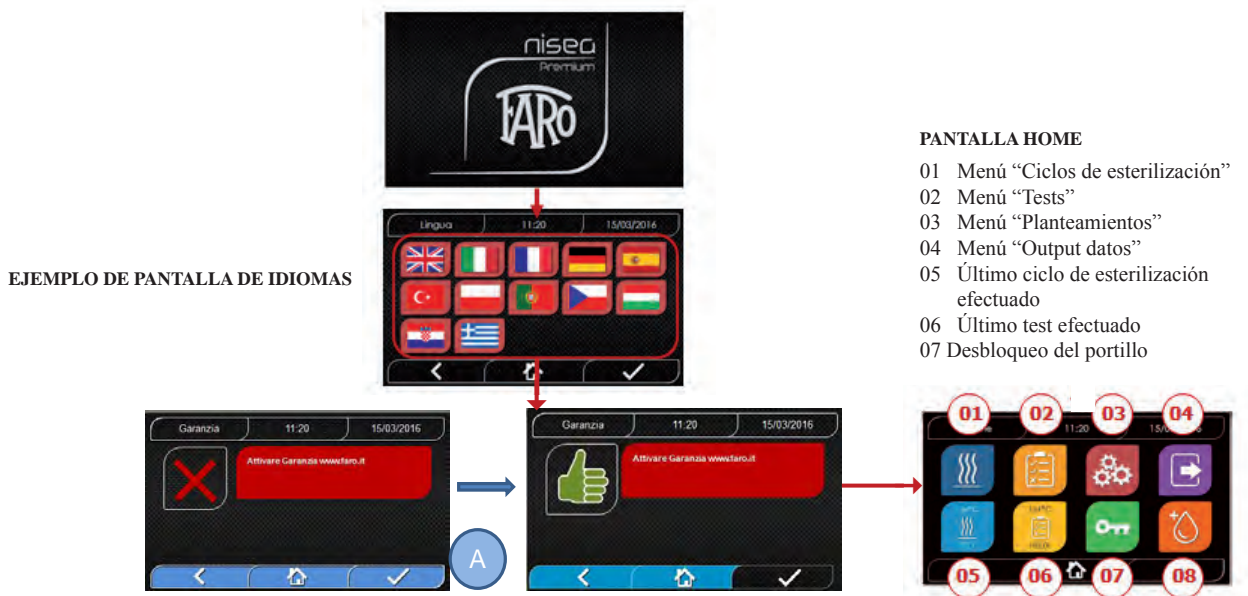 nisea
Premium
FARO
PANTALLA HOME
01 Menú “Ciclos de esterilización”
02 Menú “Tests”
03 Menú “Planteamientos”
04 Menú “Output datos”
05 Último ciclo de esterilización
efectuado
06 Último test efectuado
07 Desbloqueo del portillo
EJEMPLO DE PANTALLA DE IDIOMAS
Lingua 11:20 15/03/2016
Garanzia 11:20 15/03/2016
Attivare Garanzia www.faro.it
A
Garanzia 11:20 15/03/2016
Attivare Garanzia www.faro.it
01 02 03 04
11:20
05 06 07 08